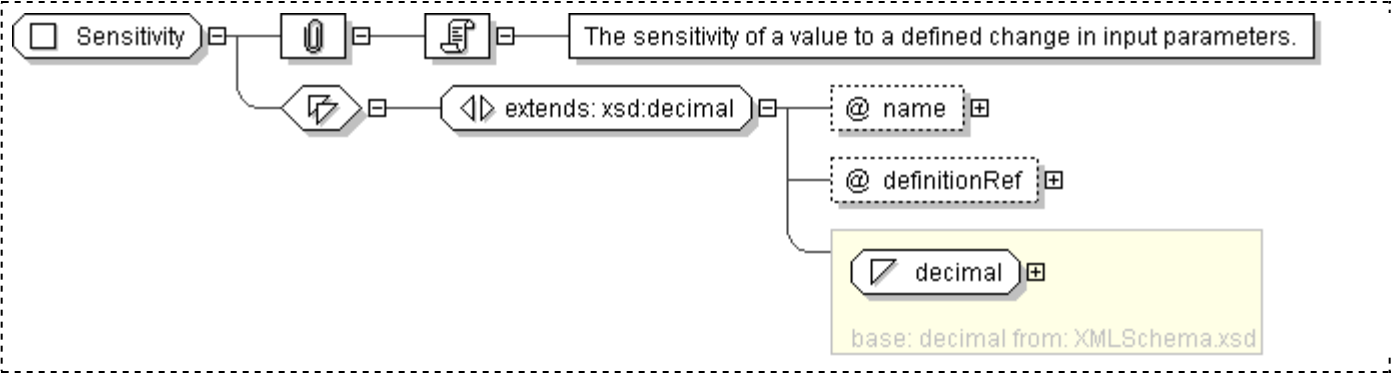 Sensitivity
The sensitivity of a value to a defined change in input parameters.
extends: xsd:decimal
@ name
@ definitionRef
decimal
base: decimal from: XMLSchema.xsd